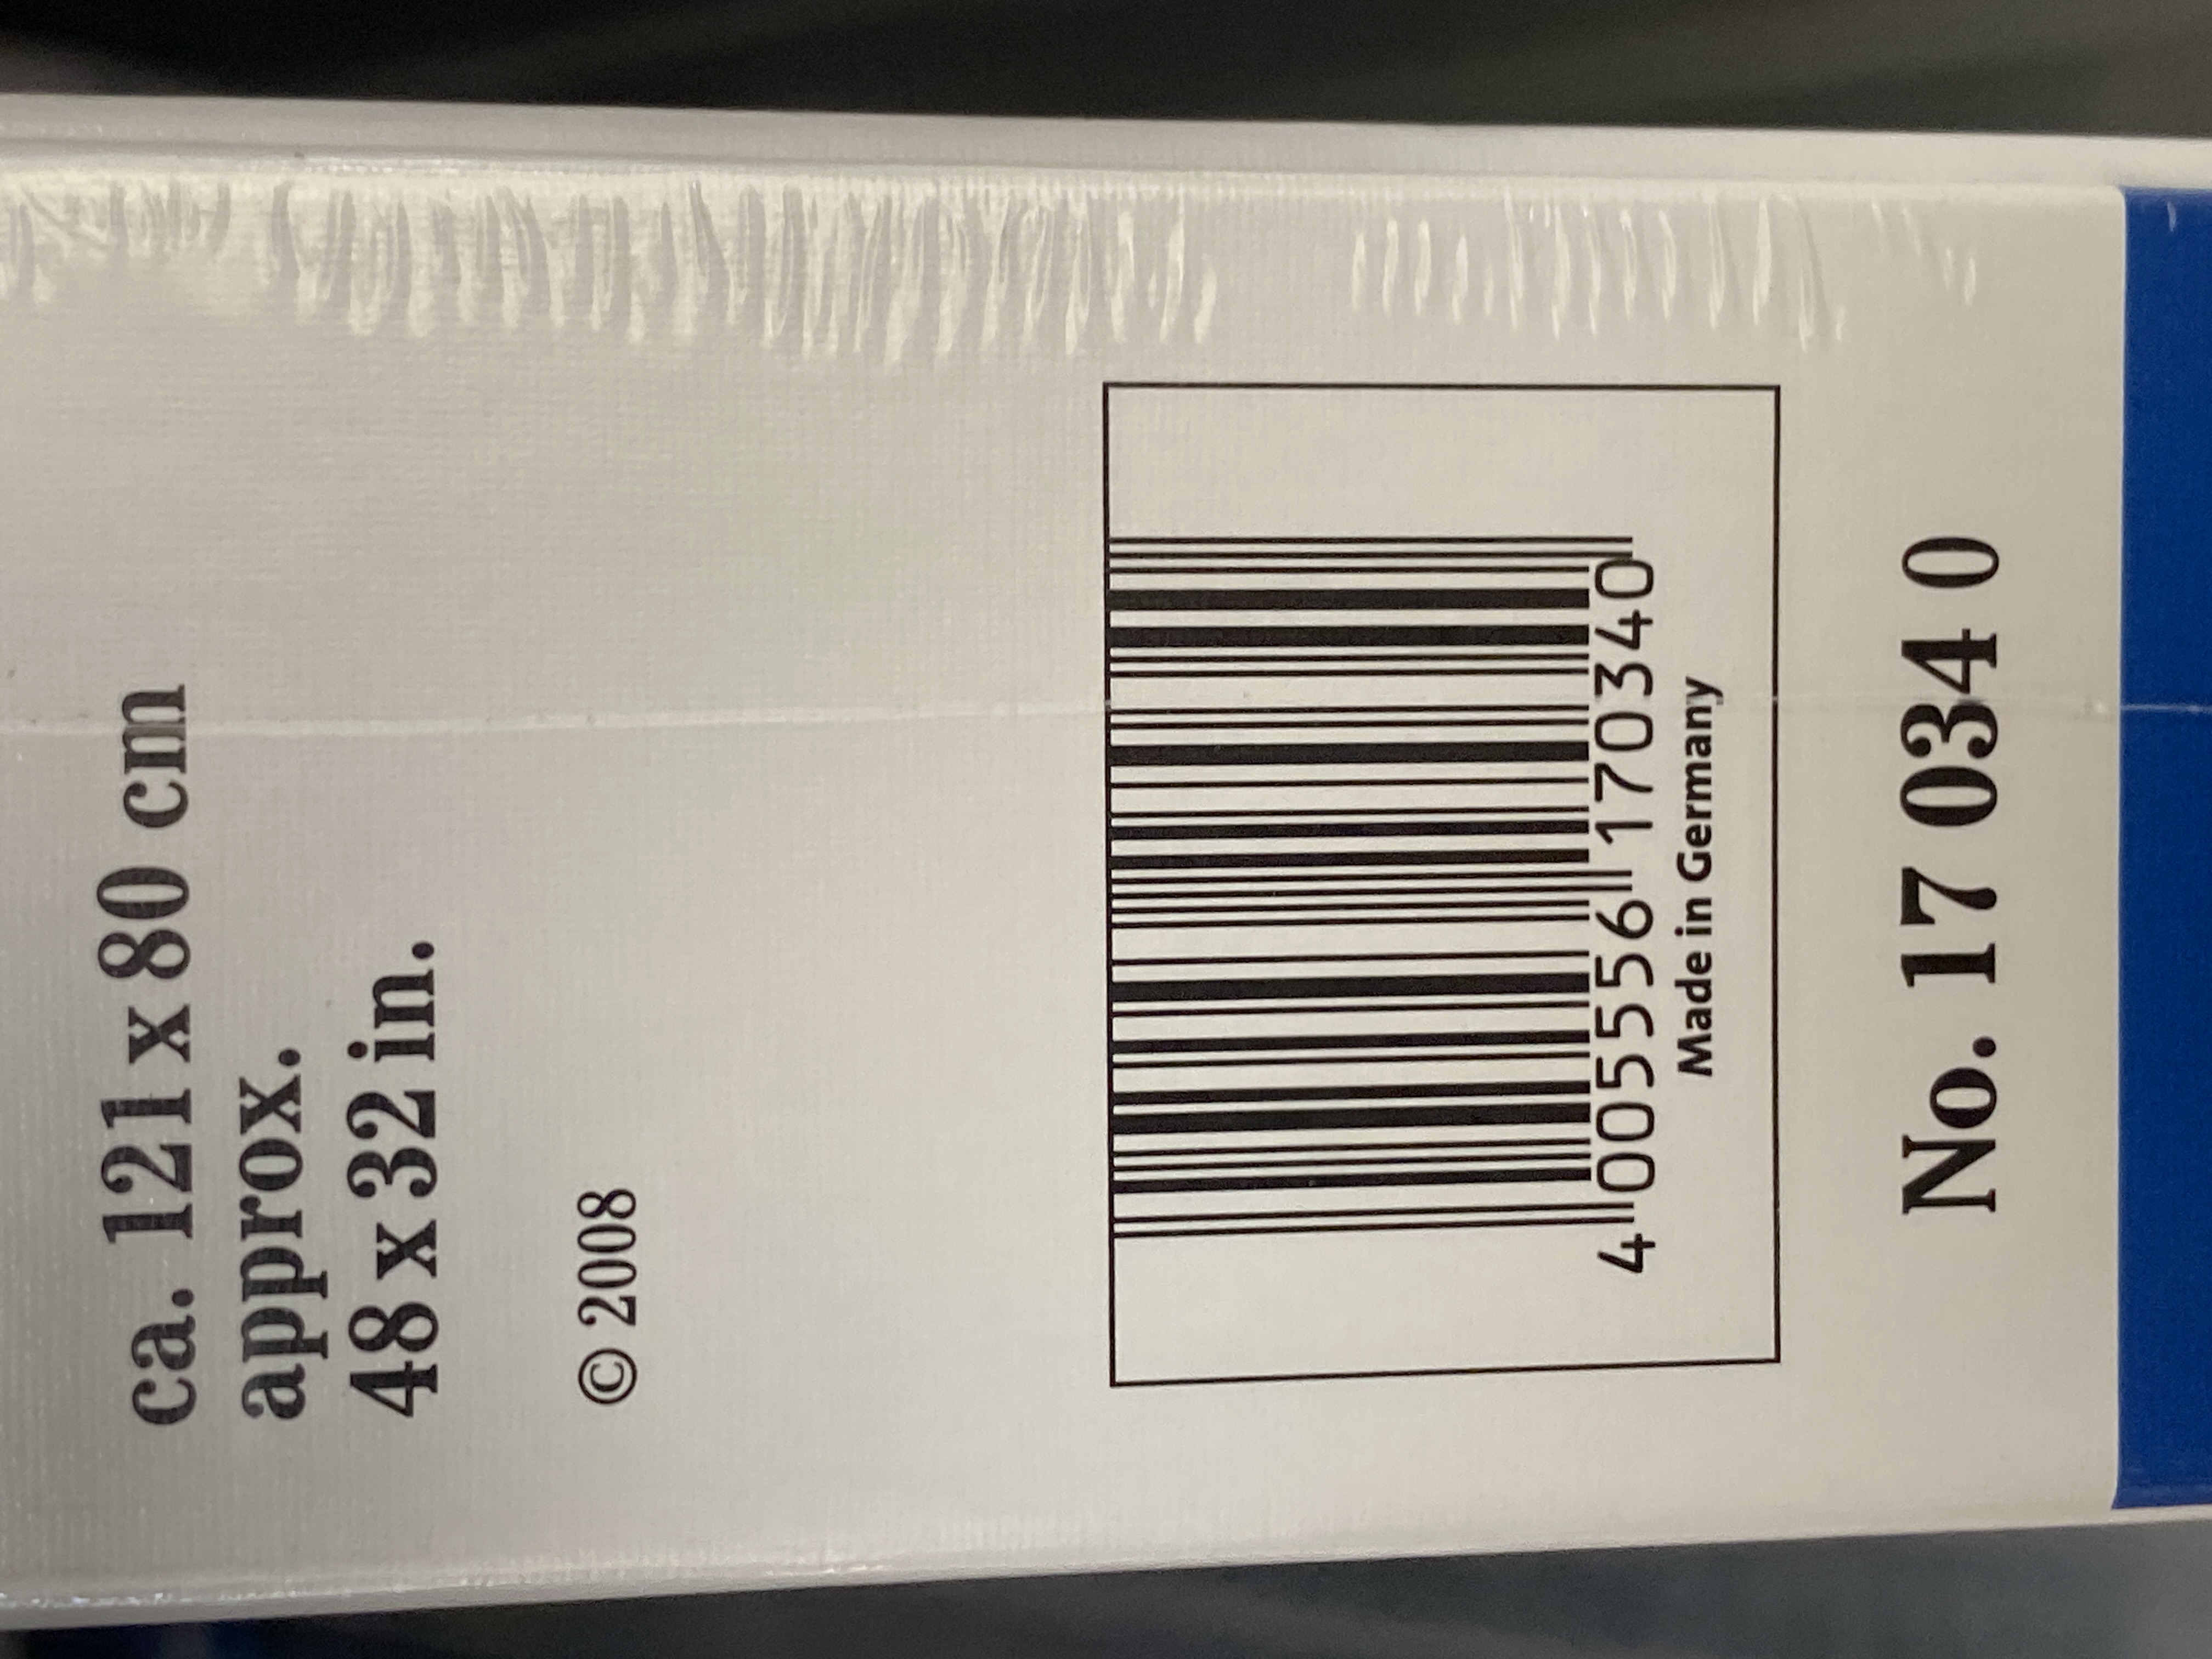 ca. 121 x 80 cm
approx.
48 x 32 in.
© 2008
4 005556 170340
Made in Germany
No. 17 034 0